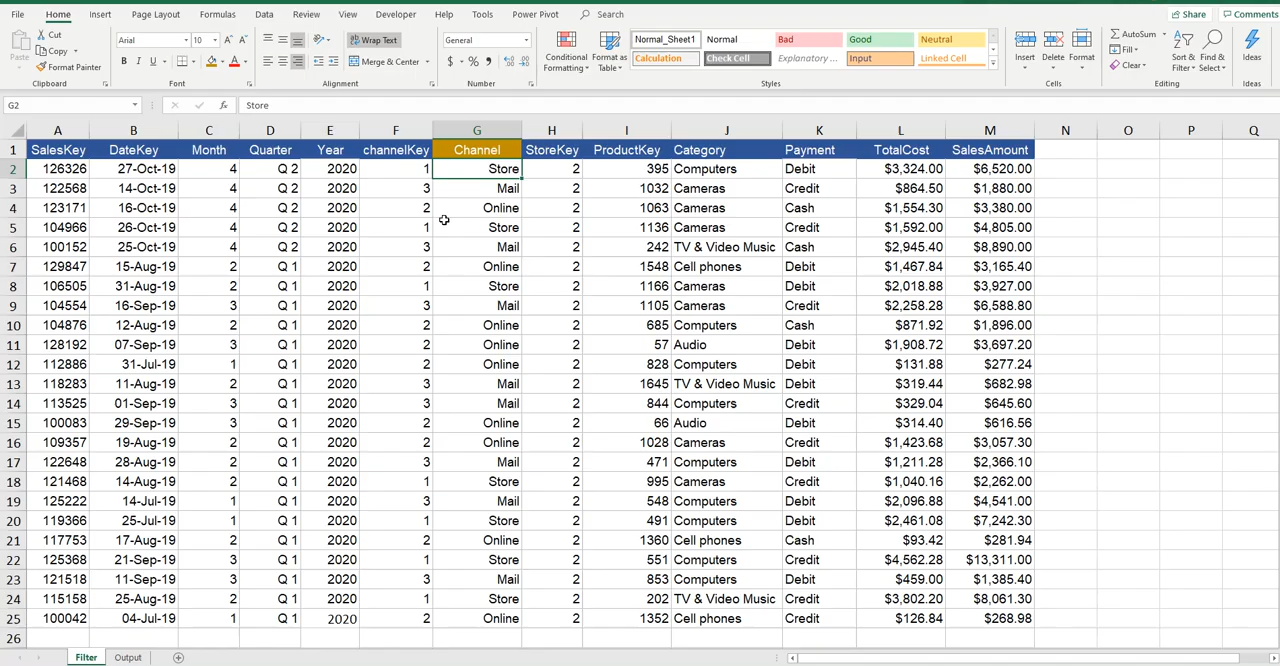 File Home Insert Page Layout Formulas Data Review View Developer Help Tools Power Pivot Search Share Comments
Cut
Copy
Format Painter
Paste
Clipboard
Arial 10 A A
B I U A
Font
Wrap Text
Merge & Center
Alignment
General
$ % 9
Number
Conditional Formatting
Format as Table
Normal_Sheet1 Normal Bad Good Neutral
Calculation Check Cell Explanatory ... Input Linked Cell
Styles
Insert Delete Format
Cells
AutoSum
Fill
Clear
Sort & Filter
Find & Select
Editing
Ideas
Ideas
G2 fx Store
A B C D E F G H I J K L M N O P Q
1 SalesKey DateKey Month Quarter Year channelKey Channel StoreKey ProductKey Category Payment TotalCost SalesAmount
2 126326 27-Oct-19 4 Q 2 2020 1 Store 2 395 Computers Debit $3,324.00 $6,520.00
3 122568 14-Oct-19 4 Q 2 2020 3 Mail 2 1032 Cameras Credit $864.50 $1,880.00
4 123171 16-Oct-19 4 Q 2 2020 2 Online 2 1063 Cameras Cash $1,554.30 $3,380.00
5 104966 26-Oct-19 4 Q 2 2020 1 Store 2 1136 Cameras Credit $1,592.00 $4,805.00
6 100152 25-Oct-19 4 Q 2 2020 3 Mail 2 242 TV & Video Music Cash $2,945.40 $8,890.00
7 129847 15-Aug-19 2 Q 1 2020 2 Online 2 1548 Cell phones Debit $1,467.84 $3,165.40
8 106505 31-Aug-19 2 Q 1 2020 1 Store 2 1166 Cameras Debit $2,018.88 $3,927.00
9 104554 16-Sep-19 3 Q 1 2020 3 Mail 2 1105 Cameras Credit $2,258.28 $6,588.80
10 104876 12-Aug-19 2 Q 1 2020 2 Online 2 685 Computers Cash $871.92 $1,896.00
11 128192 07-Sep-19 3 Q 1 2020 2 Online 2 57 Audio Debit $1,908.72 $3,697.20
12 112886 31-Jul-19 1 Q 1 2020 2 Online 2 828 Computers Debit $131.88 $277.24
13 118283 11-Aug-19 2 Q 1 2020 3 Mail 2 1645 TV & Video Music Debit $319.44 $682.98
14 113525 01-Sep-19 3 Q 1 2020 3 Mail 2 844 Computers Credit $329.04 $645.60
15 100083 29-Sep-19 3 Q 1 2020 2 Online 2 66 Audio Debit $314.40 $616.56
16 109357 19-Aug-19 2 Q 1 2020 2 Online 2 1028 Cameras Credit $1,423.68 $3,057.30
17 122648 28-Aug-19 2 Q 1 2020 3 Mail 2 471 Computers Debit $1,211.28 $2,366.10
18 121468 14-Aug-19 2 Q 1 2020 1 Store 2 995 Cameras Credit $1,040.16 $2,262.00
19 125222 14-Jul-19 1 Q 1 2020 3 Mail 2 548 Computers Debit $2,096.88 $4,541.00
20 119366 25-Jul-19 1 Q 1 2020 1 Store 2 491 Computers Debit $2,461.08 $7,242.30
21 117753 17-Aug-19 2 Q 1 2020 2 Online 2 1360 Cell phones Cash $93.42 $281.94
22 125368 21-Sep-19 3 Q 1 2020 1 Store 2 551 Computers Credit $4,562.28 $13,311.00
23 121518 11-Sep-19 3 Q 1 2020 3 Mail 2 853 Computers Debit $459.00 $1,385.40
24 115158 25-Aug-19 2 Q 1 2020 1 Store 2 202 TV & Video Music Credit $3,802.20 $8,061.30
25 100042 04-Jul-19 1 Q 1 2020 2 Online 2 1352 Cell phones Debit $126.84 $268.98
26
Filter Output